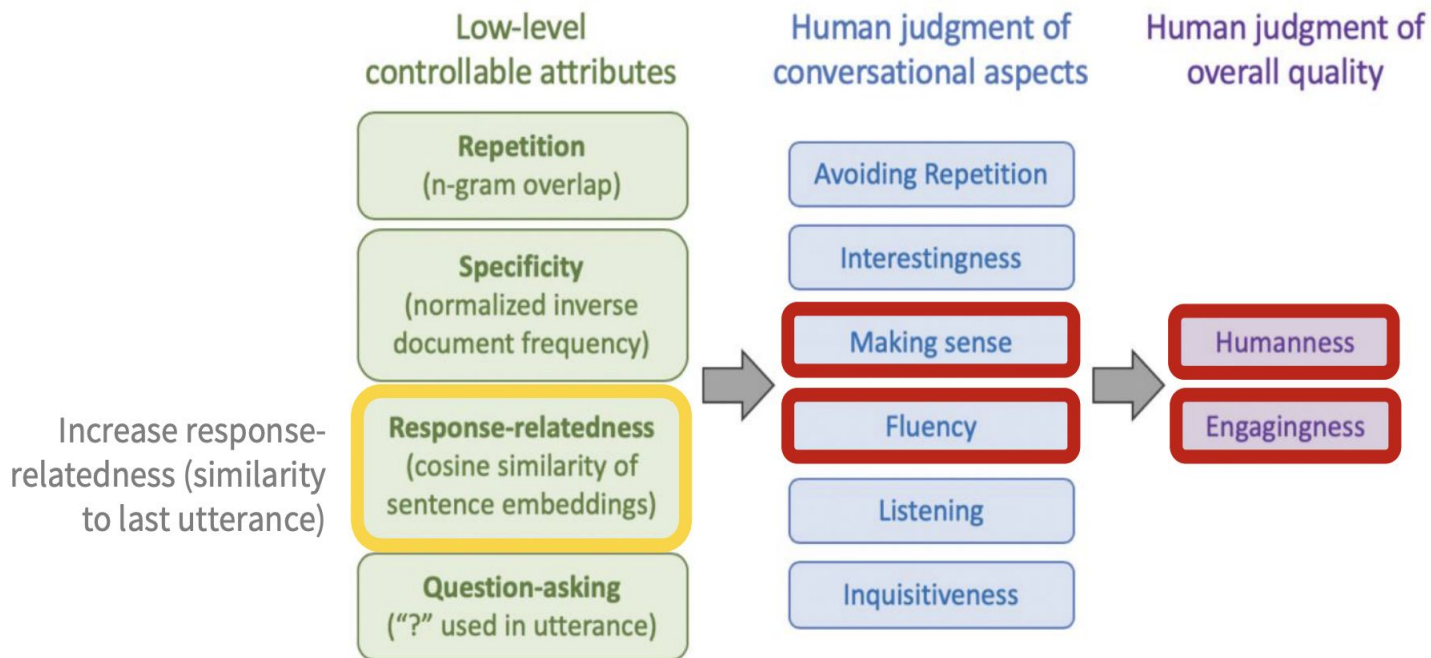 Low-level
controllable attributes
Human judgment of
conversational aspects
Human judgment of
overall quality
Repetition
(n-gram overlap)
Specificity
(normalized inverse
document frequency)
Response-relatedness
(cosine similarity of
sentence embeddings)
Question-asking
("?" used in utterance)
Increase response-
relatedness (similarity
to last utterance)
Avoiding Repetition
Interestingness
Making sense
Fluency
Listening
Inquisitiveness
Humanness
Engagingness